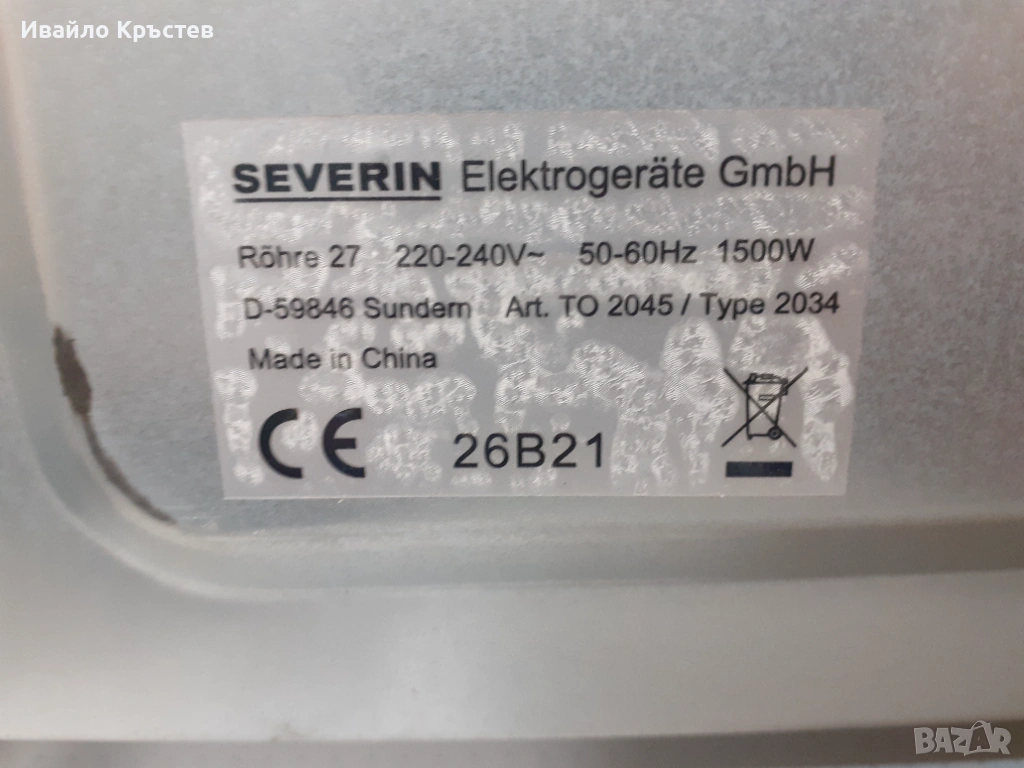 Ивайло Кръстев
SEVERIN Elektrogeräte GmbH
Röhre 27 220-240V~ 50-60Hz 1500W
D-59846 Sundern Art. TO 2045 / Type 2034
Made in China
CE 26B21
BAZAR